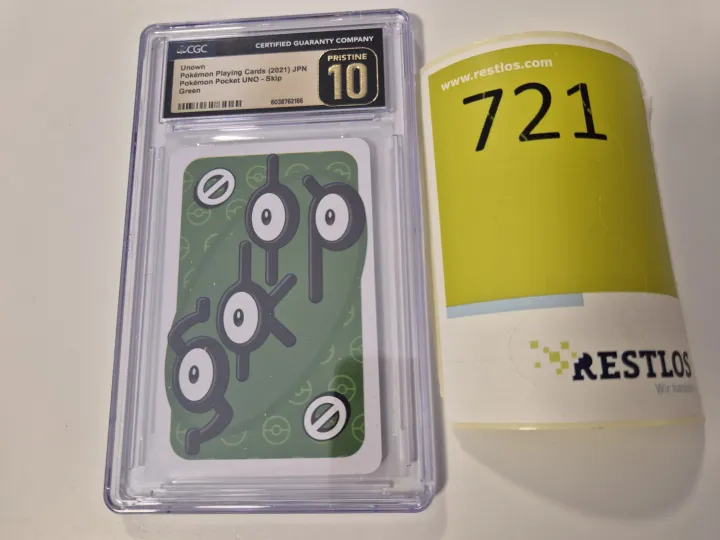 CGC
CERTIFIED GUARANTY COMPANY
Unown
Pokémon Playing Cards (2021) JPN
Pokémon Pocket UNO - Skip
Green
PRISTINE
10
6038762166
SKIP
www.restlos.com
721
RESTLOS